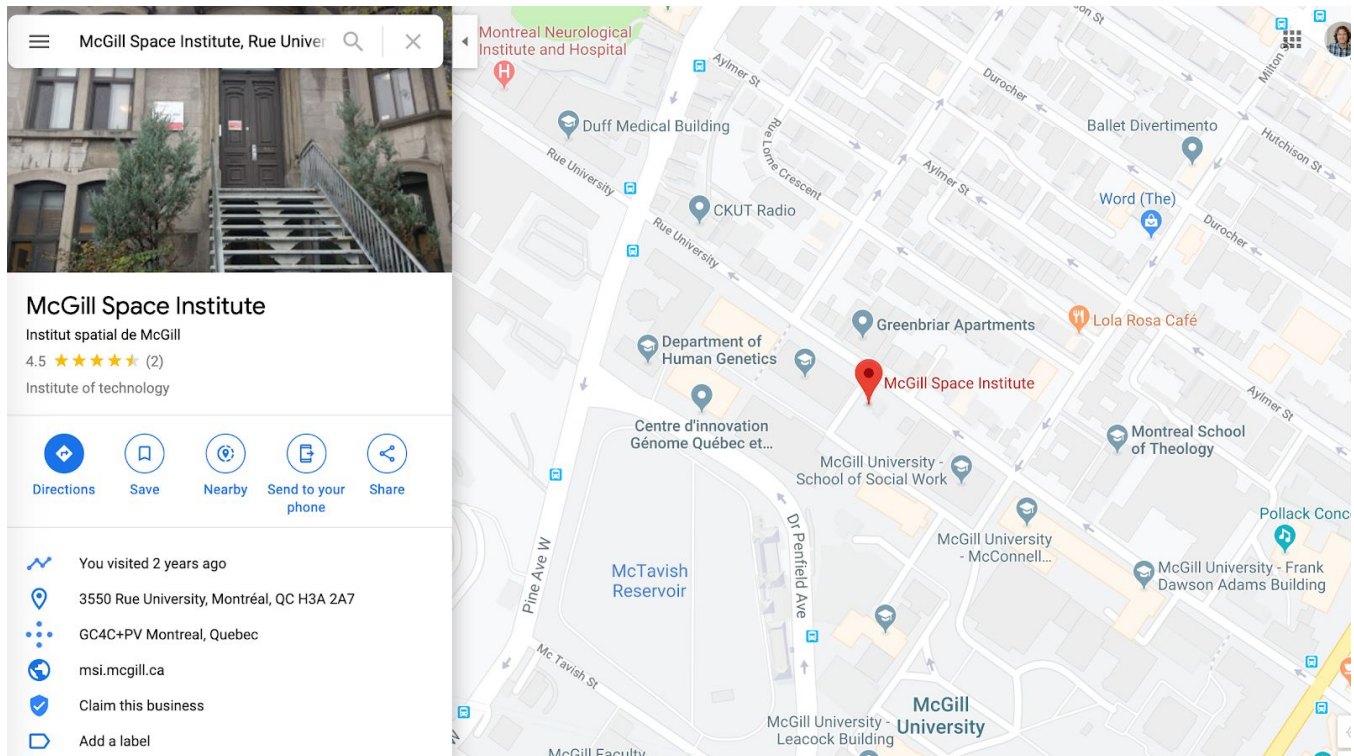 McGill Space Institute, Rue Univer
McGill Space Institute
Institut spatial de McGill
4.5
(2)
Institute of technology
Directions
Save
Nearby
Send to your
phone
Share
You visited 2 years ago
3550 Rue University, Montréal, QC H3A 2A7
GC4C+PV Montreal, Quebec
msi.mcgill.ca
Claim this business
Add a label
Montreal Neurological
Institute and Hospital
H
Aylmer St
Duff Medical Building
Rue University
Rue Lorne Crescent
CKUT Radio
Rue University
Durocher
Milton St
Ballet Divertimento
Hutchison St
Aylmer St
Word (The)
Durocher
Greenbriar Apartments
Lola Rosa Café
Department of
Human Genetics
McGill Space Institute
Aylmer St
Centre d'innovation
Génome Québec et...
Montreal School
of Theology
McGill University -
School of Social Work
Pollack Conc
McGill University
- McConnell...
McGill University - Frank
Dawson Adams Building
Dr Penfield Ave
Pine Ave W
McTavish
Reservoir
Mc Tavish St
McGill
University
McGill University -
Leacock Building
McGill Faculty